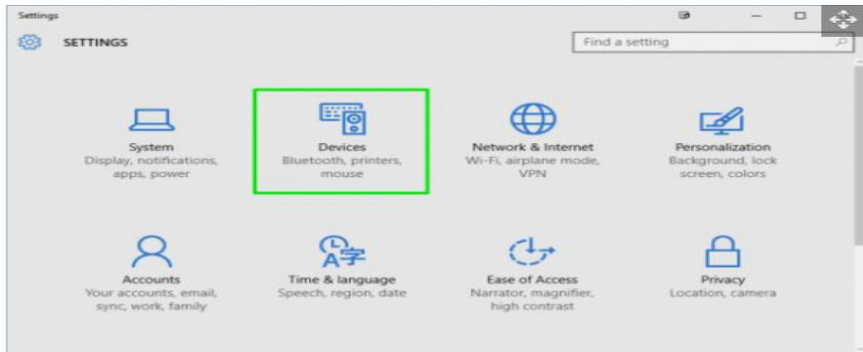 Settings
SETTINGS
Find a setting
System
Display, notifications,
apps, power
Devices
Bluetooth, printers,
mouse
Network & Internet
Wi-Fi, airplane mode,
VPN
Personalization
Background, lock
screen, colors
A字
Accounts
Your accounts, email,
sync, work, family
Time & language
Speech, region, date
Ease of Access
Narrator, magnifier,
high contrast
Privacy
Location, camera